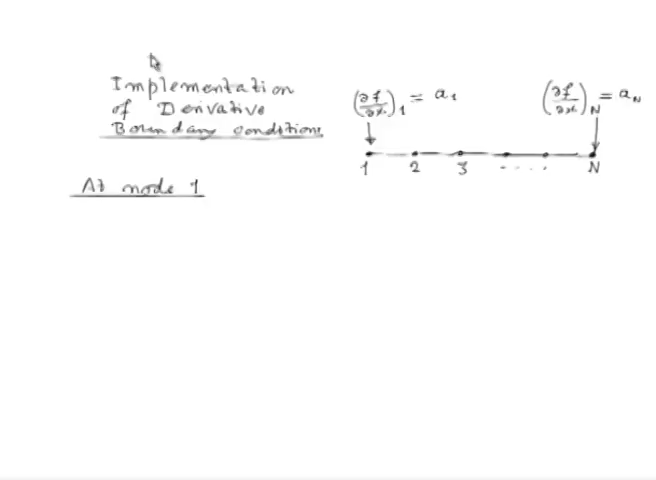 Implementation
of Derivative
Boundary conditions
(∂f/∂x)₁ = a₁
(∂f/∂x)N = aN
1 2 3 ..... N
At node 1